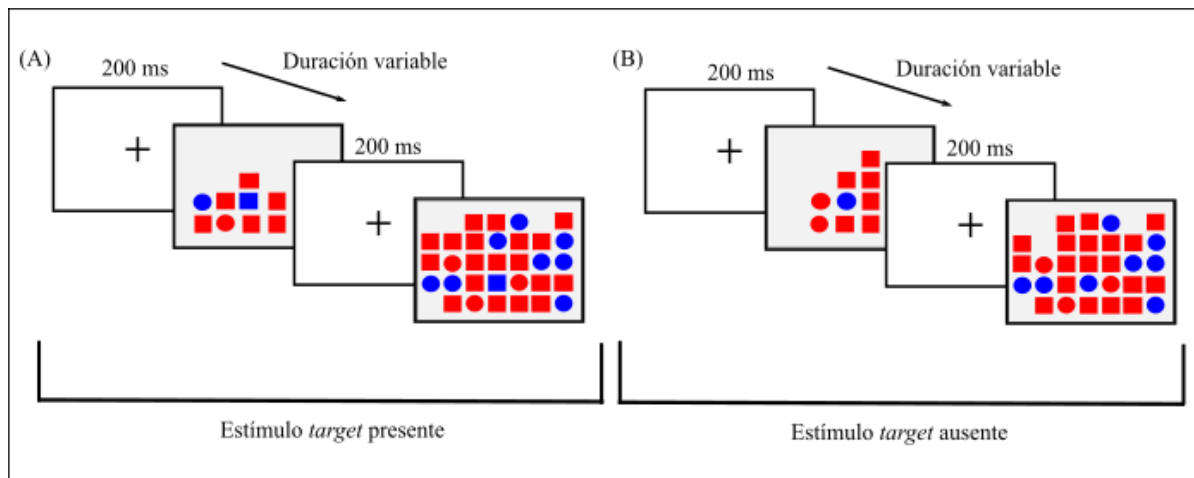 (A)
200 ms
Duración variable
200 ms
Estímulo target presente
(B)
200 ms
Duración variable
200 ms
Estímulo target ausente